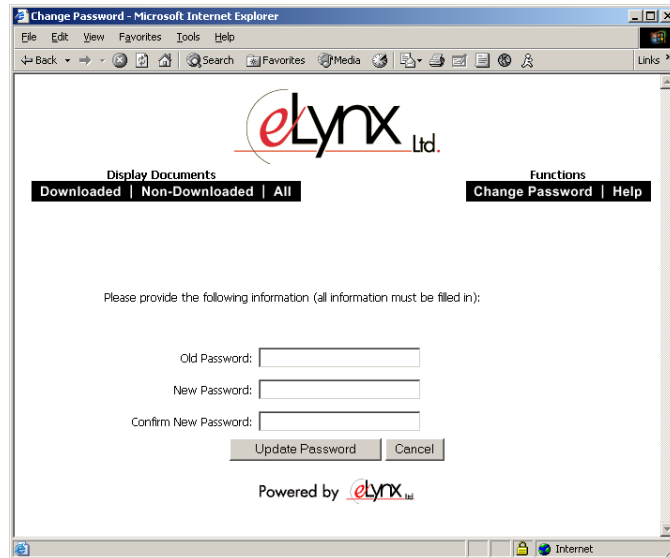 Change Password - Microsoft Internet Explorer
File Edit View Favorites Tools Help
Back Search Favorites Media Links »
eLynx Ltd.
Display Documents Functions
Downloaded | Non-Downloaded | All Change Password | Help
Please provide the following information (all information must be filled in):
Old Password:
New Password:
Confirm New Password:
Update Password Cancel
Powered by eLynx Ltd.
Internet